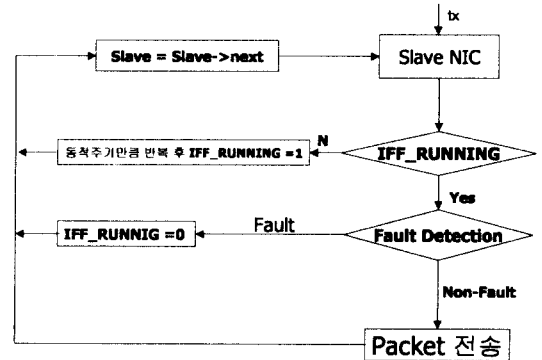 tx
Slave = Slave->next
Slave NIC
동작주기만큼 반복 후 IFF_RUNNING =1
N
IFF_RUNNING
Yes
IFF_RUNNIG =0
Fault
Fault Detection
Non-Fault
Packet 전송